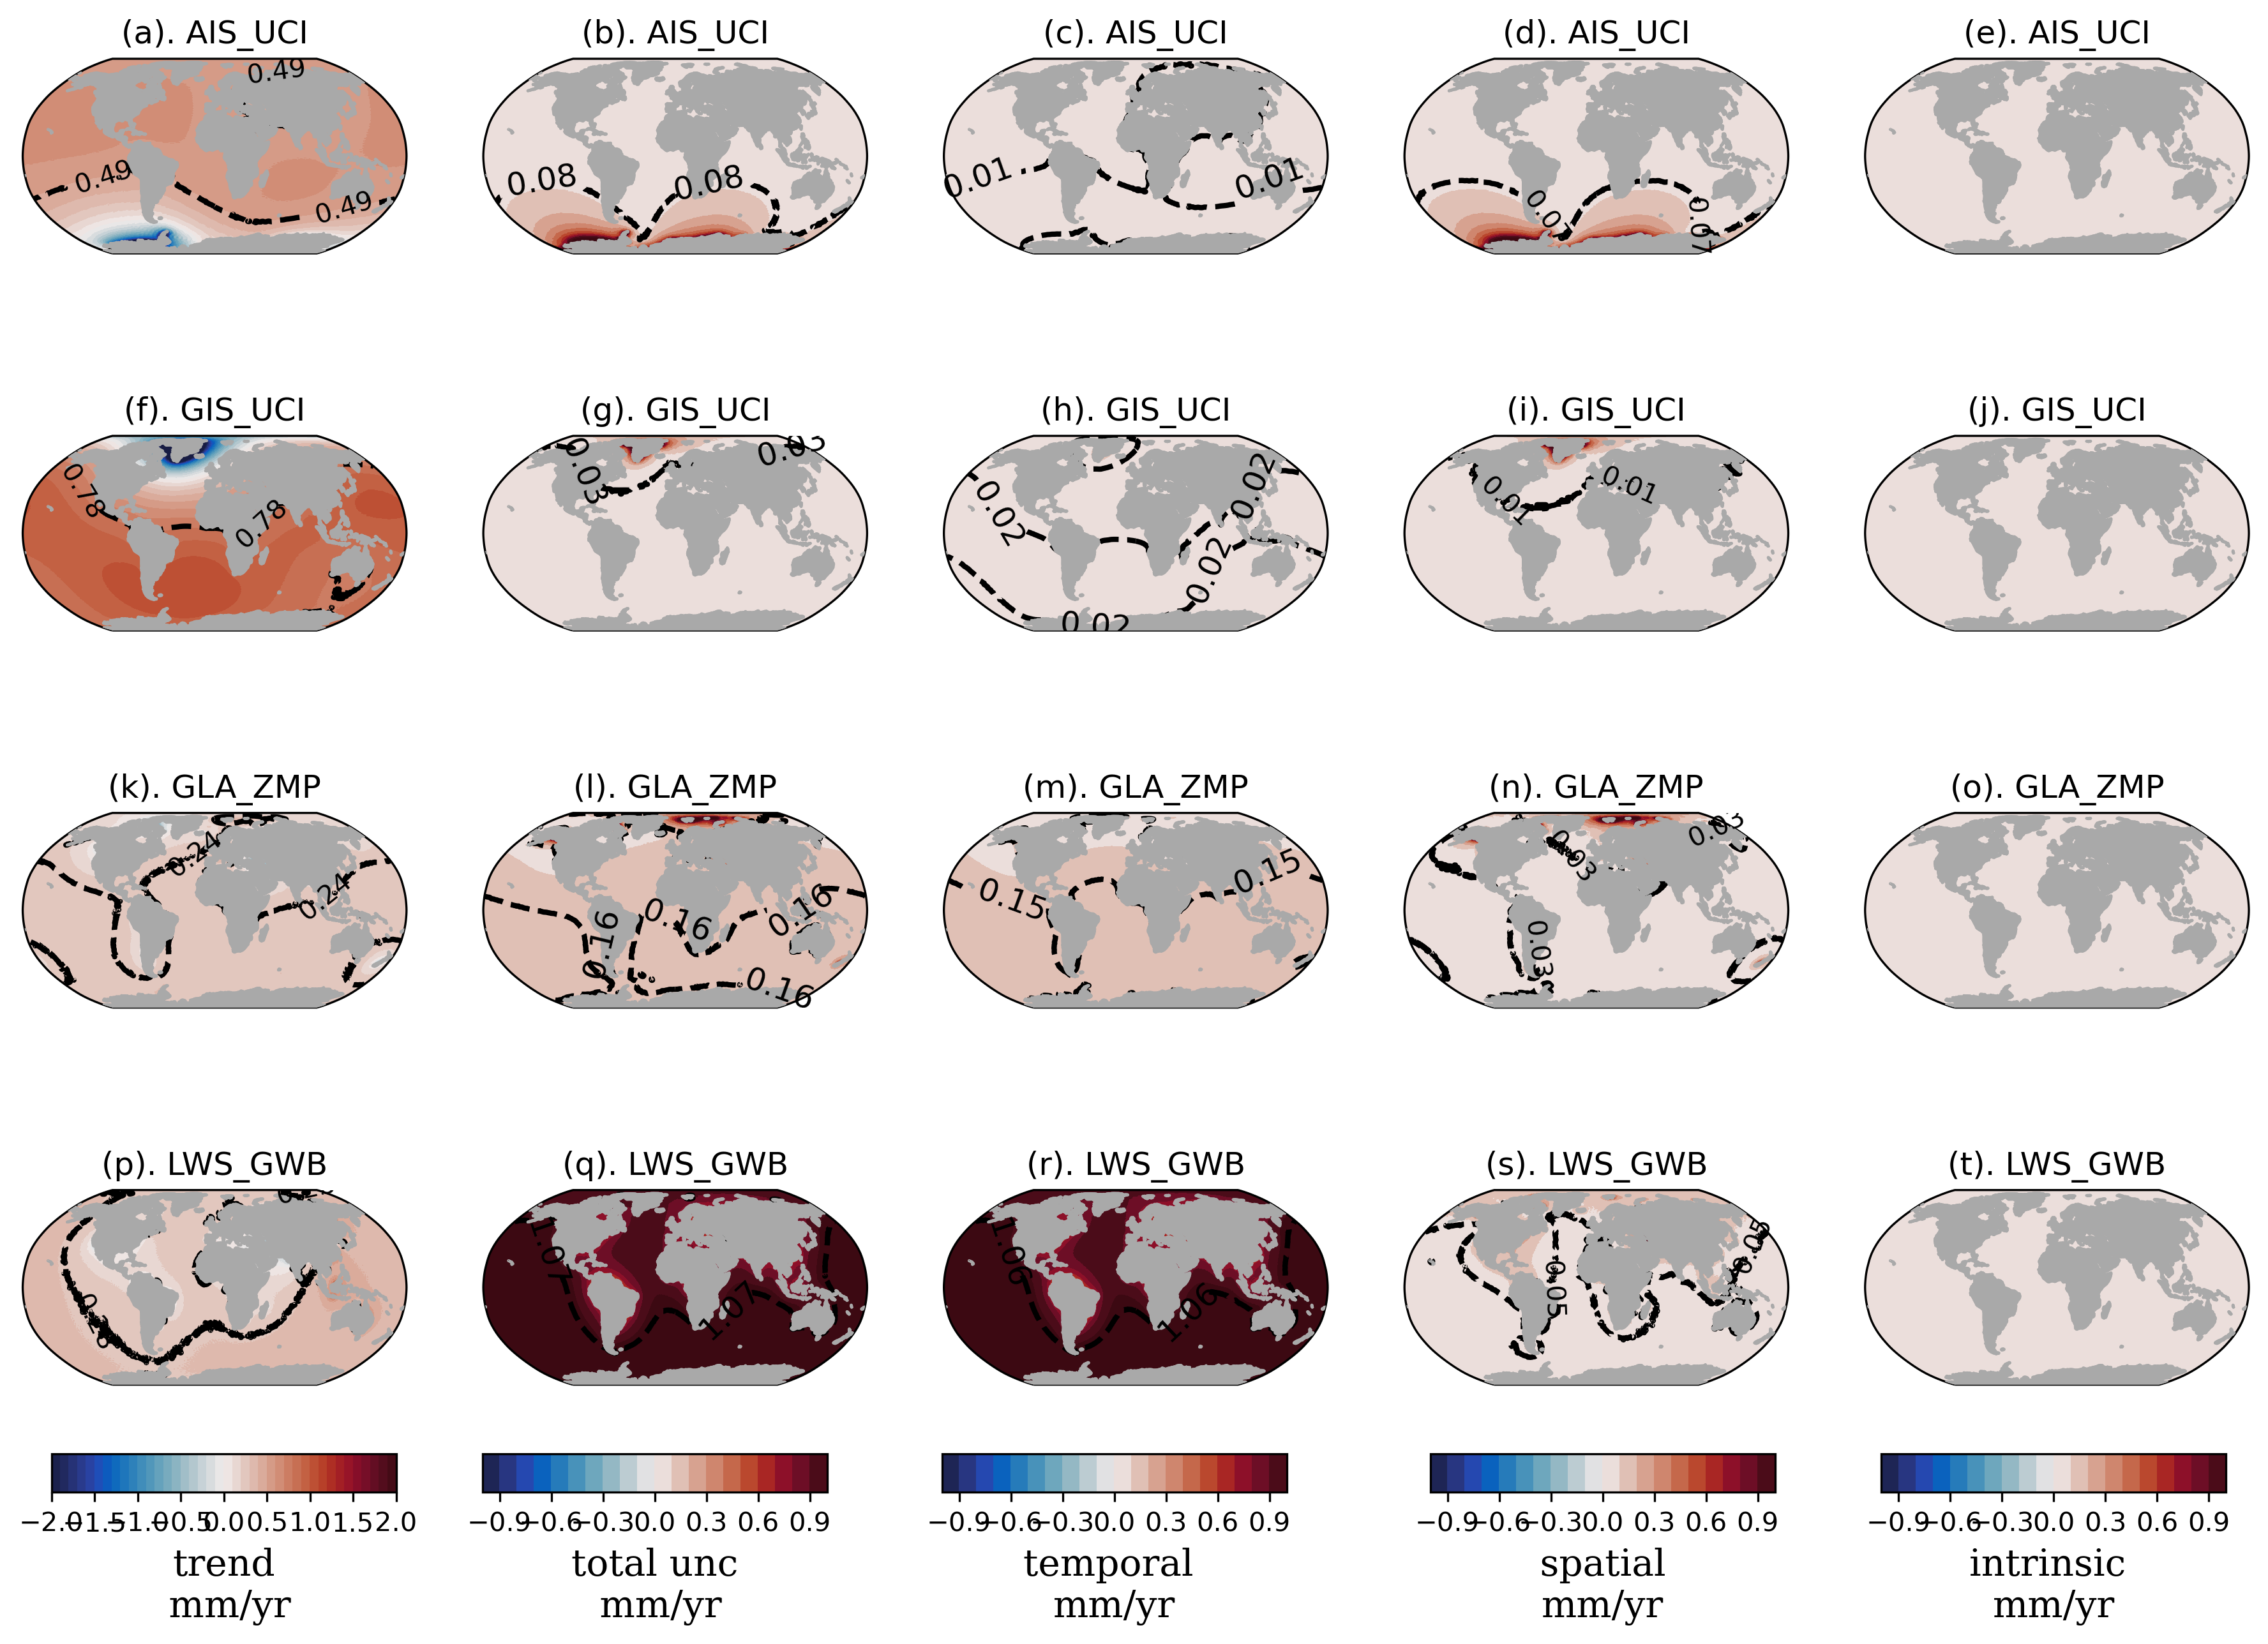 (a). AIS_UCI (b). AIS_UCI (c). AIS_UCI (d). AIS_UCI (e). AIS_UCI
0.49 0.49 0.49
0.08 0.08
0.01 0.01
0.07
(f). GIS_UCI (g). GIS_UCI (h). GIS_UCI (i). GIS_UCI (j). GIS_UCI
0.78 0.78
0.03 0.03
0.02 0.02 0.02 0.02
0.01 0.01
(k). GLA_ZMP (l). GLA_ZMP (m). GLA_ZMP (n). GLA_ZMP (o). GLA_ZMP
0.24 0.24
0.16 0.16 0.16 0.16
0.15 0.15
0.03 0.03 0.03
(p). LWS_GWB (q). LWS_GWB (r). LWS_GWB (s). LWS_GWB (t). LWS_GWB
1.07 1.07
1.06 1.06
0.05 0.05
−2.0 −1.5 −1.0 −0.5 0.0 0.5 1.0 1.5 2.0
−0.9 −0.6 −0.3 0.0 0.3 0.6 0.9
−0.9 −0.6 −0.3 0.0 0.3 0.6 0.9
−0.9 −0.6 −0.3 0.0 0.3 0.6 0.9
−0.9 −0.6 −0.3 0.0 0.3 0.6 0.9
trend total unc temporal spatial intrinsic
mm/yr mm/yr mm/yr mm/yr mm/yr